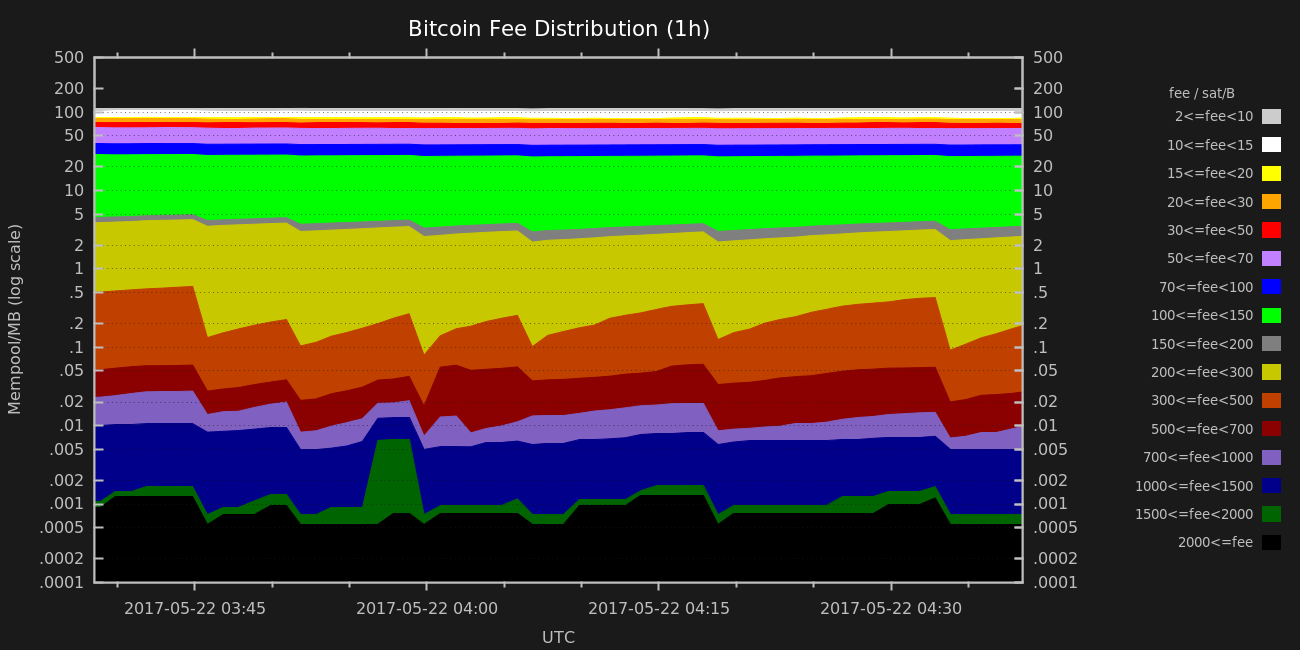 Bitcoin Fee Distribution (1h)
Mempool/MB (log scale)
500
200
100
50
20
10
5
2
1
.5
.2
.1
.05
.02
.01
.005
.002
.001
.0005
.0002
.0001
500
200
100
50
20
10
5
2
1
.5
.2
.1
.05
.02
.01
.005
.002
.001
.0005
.0002
.0001
2017-05-22 03:45
2017-05-22 04:00
2017-05-22 04:15
2017-05-22 04:30
UTC
fee / sat/B
2<=fee<10
10<=fee<15
15<=fee<20
20<=fee<30
30<=fee<50
50<=fee<70
70<=fee<100
100<=fee<150
150<=fee<200
200<=fee<300
300<=fee<500
500<=fee<700
700<=fee<1000
1000<=fee<1500
1500<=fee<2000
2000<=fee